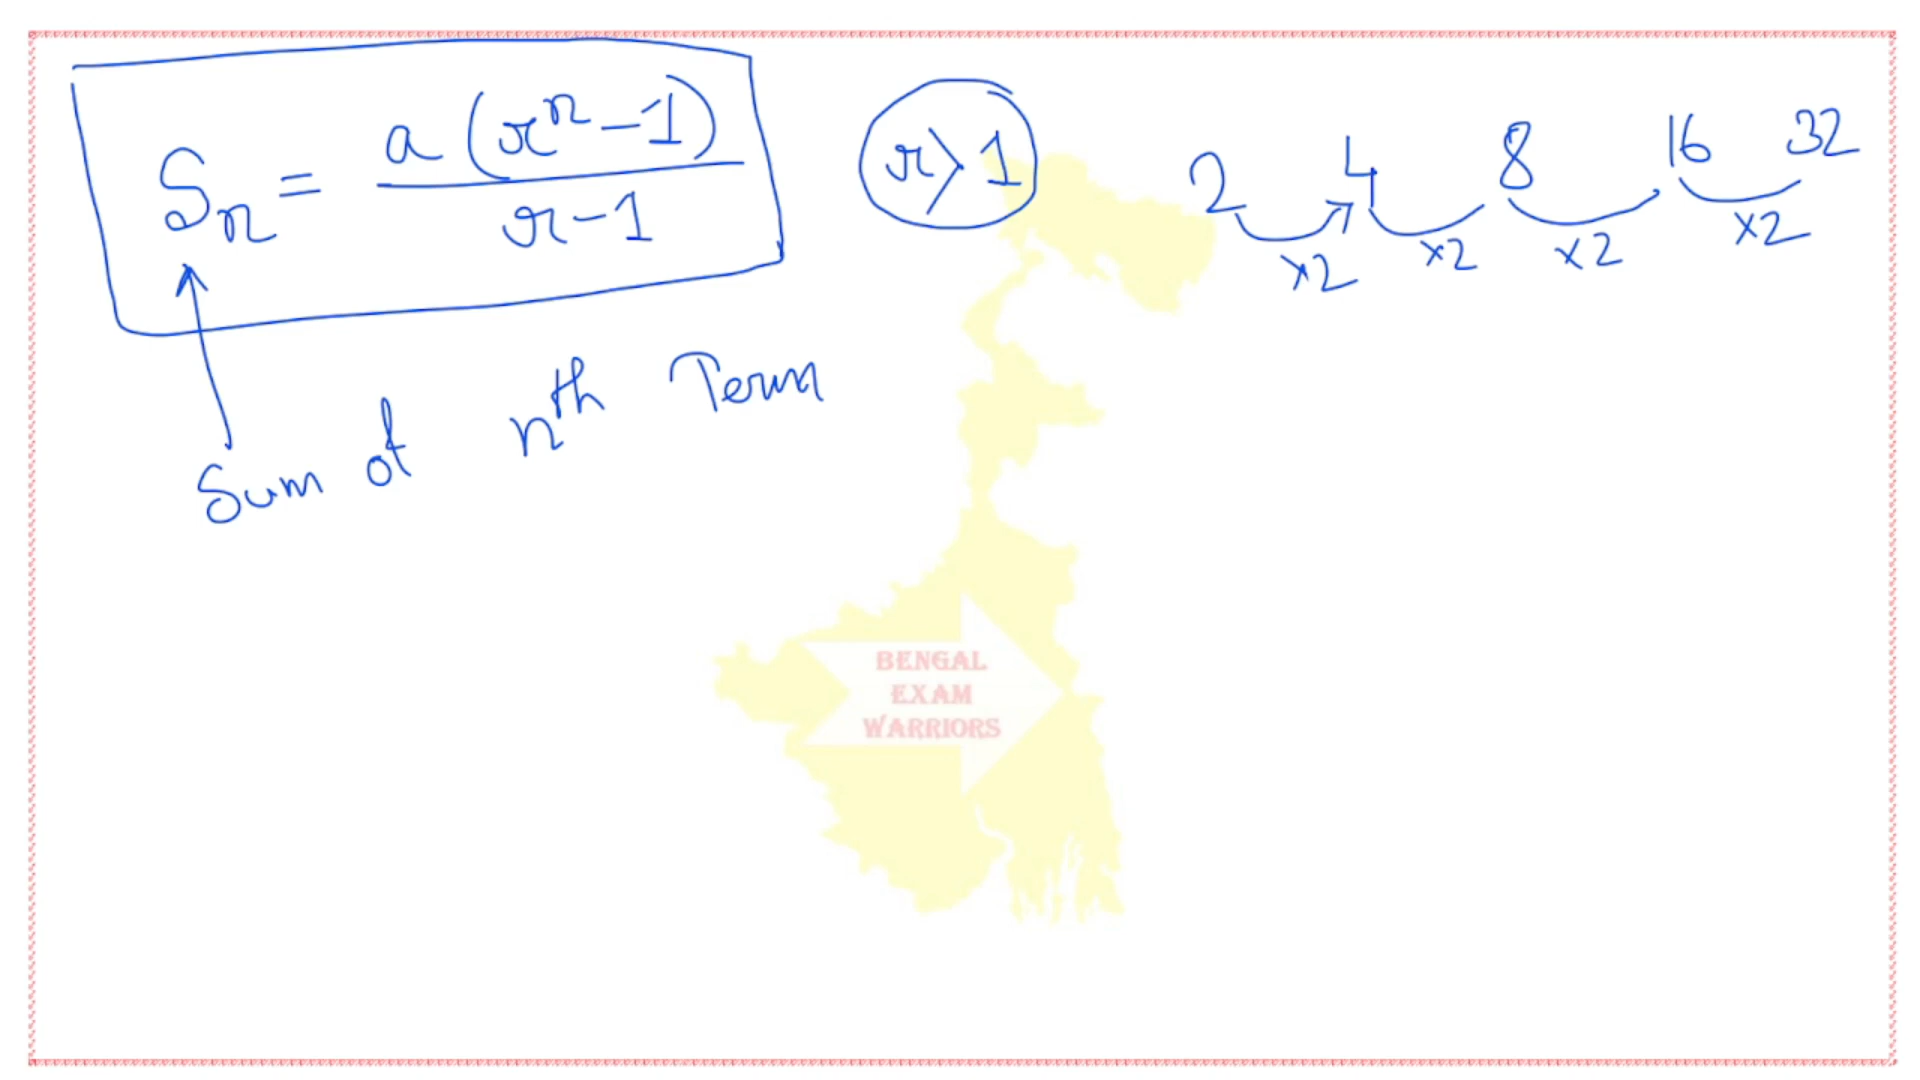 Sn = a (r^n - 1) / r - 1
r > 1
2 4 8 16 32
×2 ×2 ×2 ×2
Sum of nth Term
BENGAL
EXAM
WARRIORS